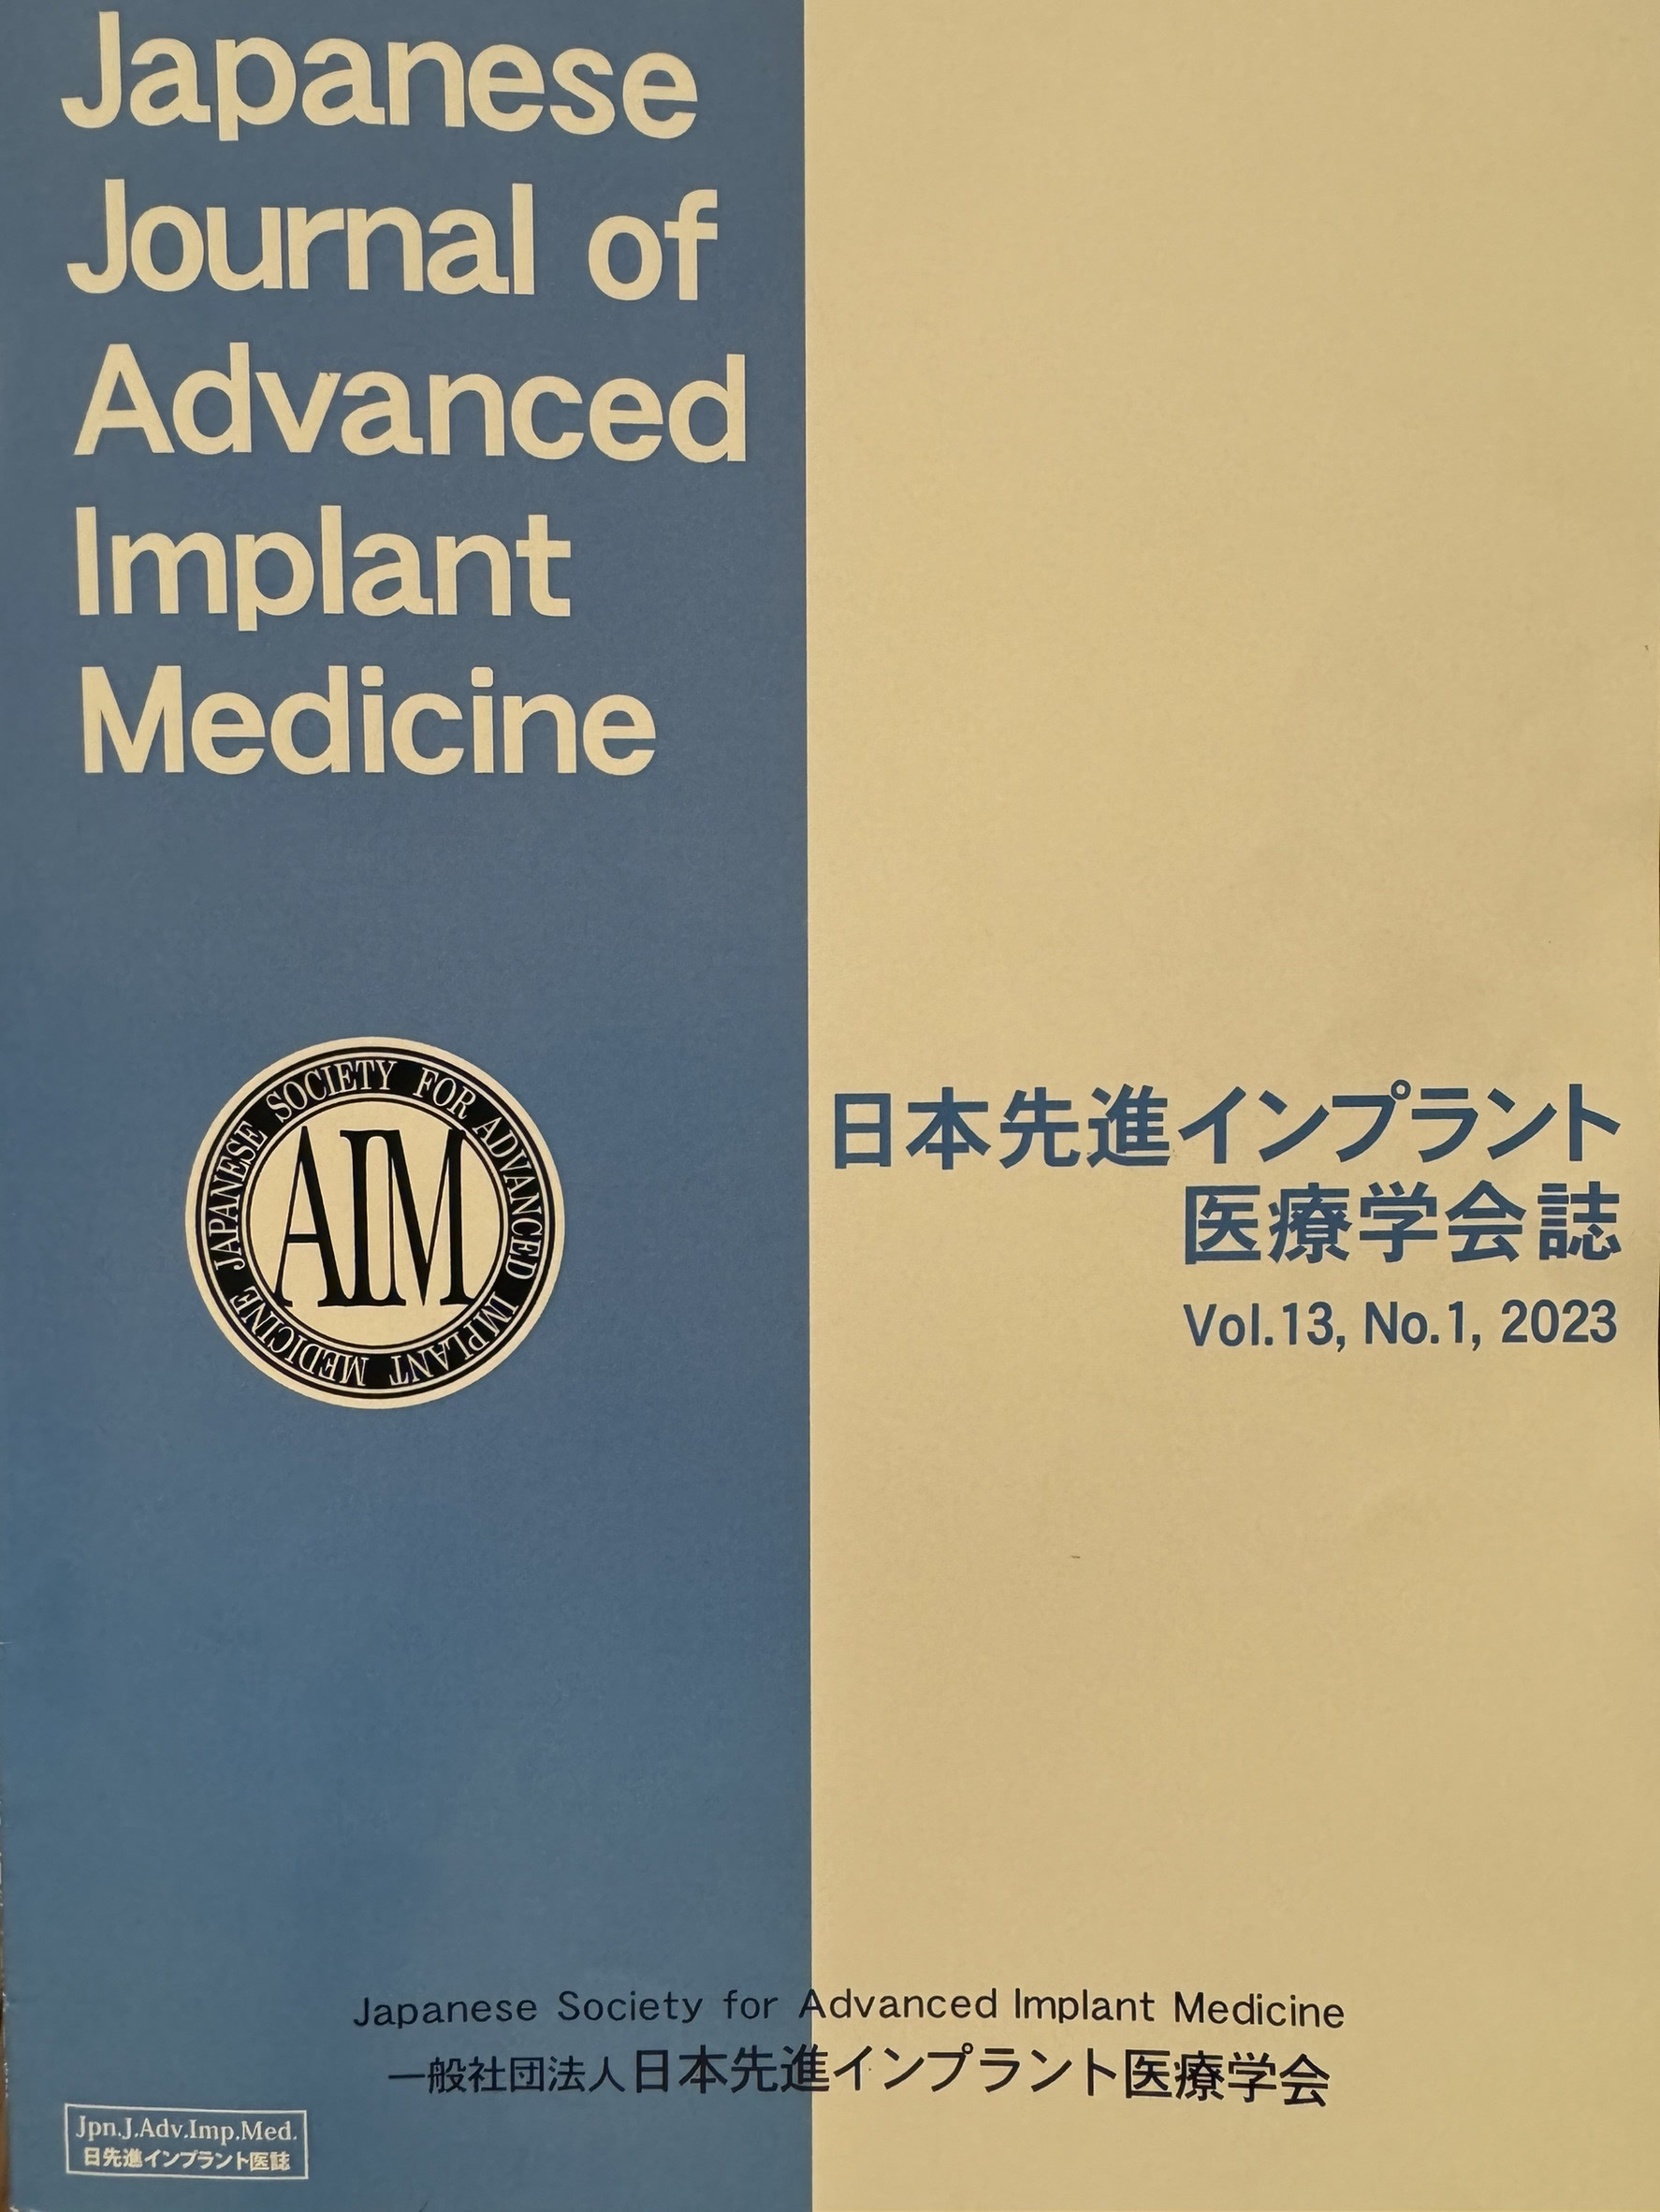 Japanese
Journal of
Advanced
Implant
Medicine
JAPANESE SOCIETY FOR ADVANCED IMPLANT MEDICINE
AIM
日本先進インプラント
医療学会誌
Vol.13, No.1, 2023
Japanese Society for Advanced Implant Medicine
一般社団法人日本先進インプラント医療学会
Jpn.J.Adv.Imp.Med.
日先進インプラント医誌